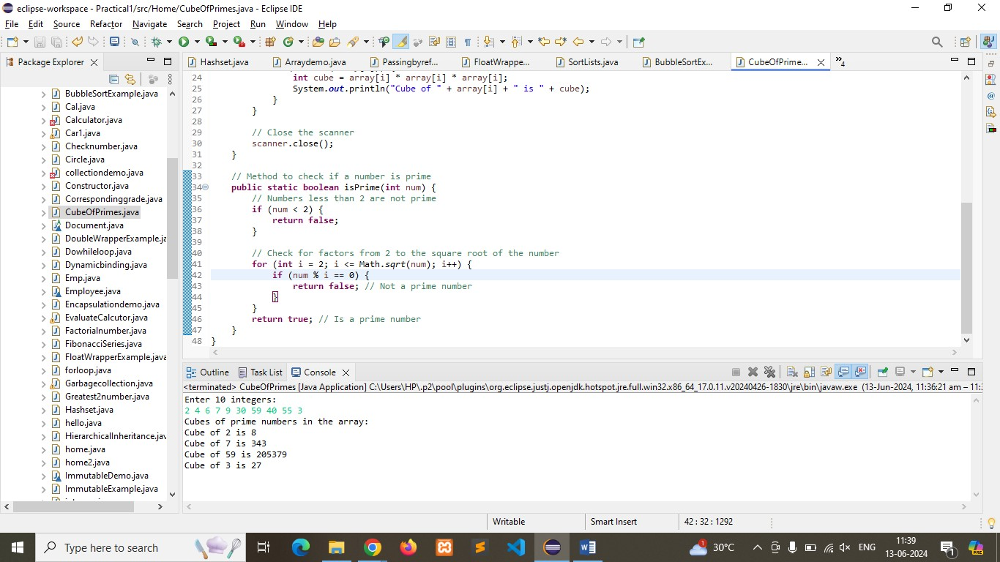 eclipse-workspace - Practical1/src/Home/CubeOfPrimes.java - Eclipse IDE
File Edit Source Refactor Navigate Search Project Run Window Help
Package Explorer
Hashset.java Arraydemo.java Passingbyref... FloatWrappe... SortLists.java BubbleSortEx... CubeOfPrime... »4
BubbleSortExample.java
Cal.java
Calculator.java
Car1.java
Checknumber.java
Circle.java
collectiondemo.java
Constructor.java
Correspondinggrade.java
CubeOfPrimes.java
Document.java
DoubleWrapperExample.ja
Dowhileloop.java
Dynamicbinding.java
Emp.java
Employee.java
Encapsulationdemo.java
EvaluateCalcutor.java
Factorialnumber.java
FibonacciSeries.java
FloatWrapperExample.java
forloop.java
Garbagecollection.java
Greatest2number.java
Hashset.java
hello.java
HierarchicalInheritance.jav
home.java
home2.java
ImmutableDemo.java
ImmutableExample.java
24 int cube = array[i] * array[i] * array[i];
25 System.out.println("Cube of " + array[i] + " is " + cube);
26 }
27 }
28
29 // Close the scanner
30 scanner.close();
31 }
32
33 // Method to check if a number is prime
34 public static boolean isPrime(int num) {
35 // Numbers less than 2 are not prime
36 if (num < 2) {
37 return false;
38 }
39
40 // Check for factors from 2 to the square root of the number
41 for (int i = 2; i <= Math.sqrt(num); i++) {
42 if (num % i == 0) {
43 return false; // Not a prime number
44 }
45 }
46 return true; // Is a prime number
47 }
48 }
Outline Task List Console
<terminated> CubeOfPrimes [Java Application] C:\Users\HP\.p2\pool\plugins\org.eclipse.justj.openjdk.hotspot.jre.full.win32.x86_64_17.0.11.v20240426-1830\jre\bin\javaw.exe (13-Jun-2024, 11:36:21 am – 11:3
Enter 10 integers:
2 4 6 7 9 30 59 40 55 3
Cubes of prime numbers in the array:
Cube of 2 is 8
Cube of 7 is 343
Cube of 59 is 205379
Cube of 3 is 27
Writable Smart Insert 42 : 32 : 1292
Type here to search
1 30°C ENG 11:39 1 PRE
13-06-2024